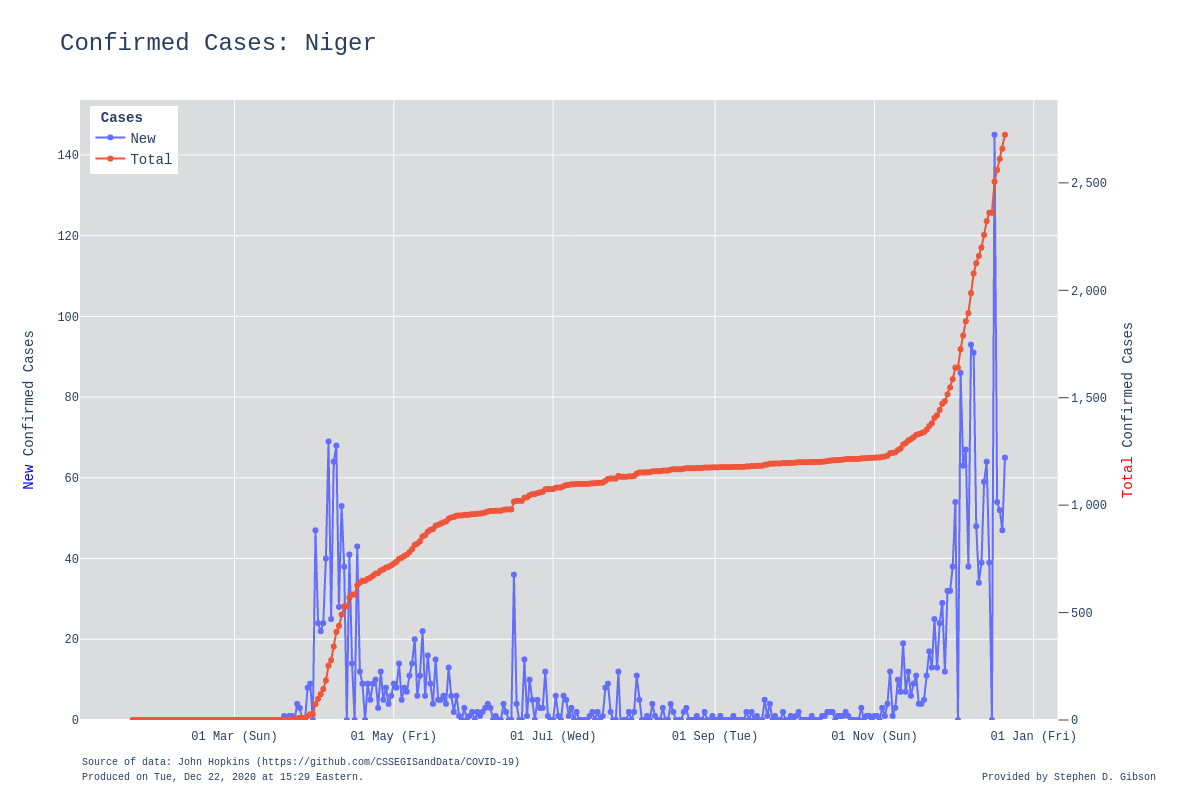 Confirmed Cases: Niger
Cases
New
Total
140
120
100
80
60
40
20
0
2,500
2,000
1,500
1,000
500
0
New Confirmed Cases
Total Confirmed Cases
01 Mar (Sun)
01 May (Fri)
01 Jul (Wed)
01 Sep (Tue)
01 Nov (Sun)
01 Jan (Fri)
Source of data: John Hopkins (https://github.com/CSSEGISandData/COVID-19)
Produced on Tue, Dec 22, 2020 at 15:29 Eastern.
Provided by Stephen D. Gibson